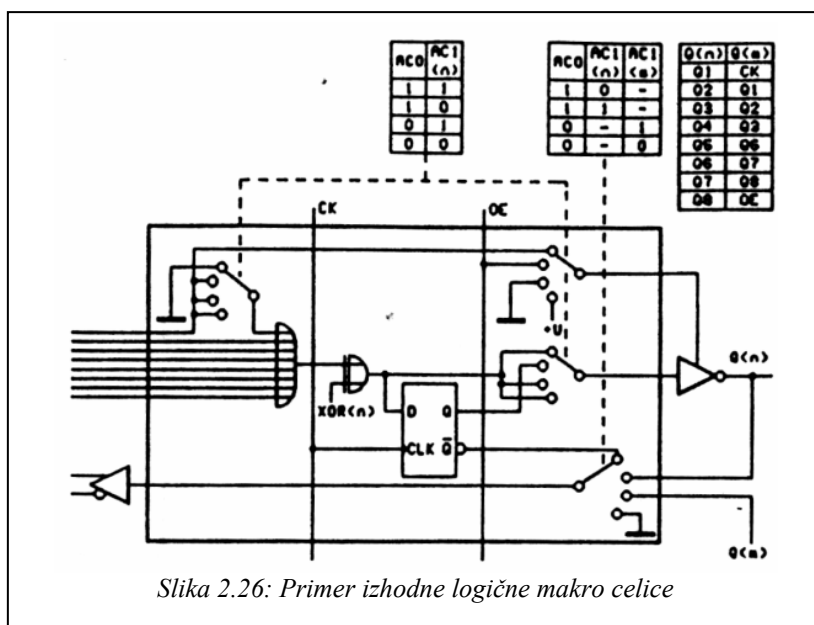 AC0 AC1(n)
1 1
1 0
0 1
0 0
AC0 AC1(n) AC1(m)
1 0 -
1 1 -
0 - 1
0 - 0
Q(n) Q(m)
Q1 CK
Q2 Q1
Q3 Q2
Q4 Q3
Q5 Q6
Q6 Q7
Q7 Q8
Q8 OE
CK
OE
+U
Q(n)
XOR(n)
D Q
CLK Q̅
Q(m)
Slika 2.26: Primer izhodne logične makro celice